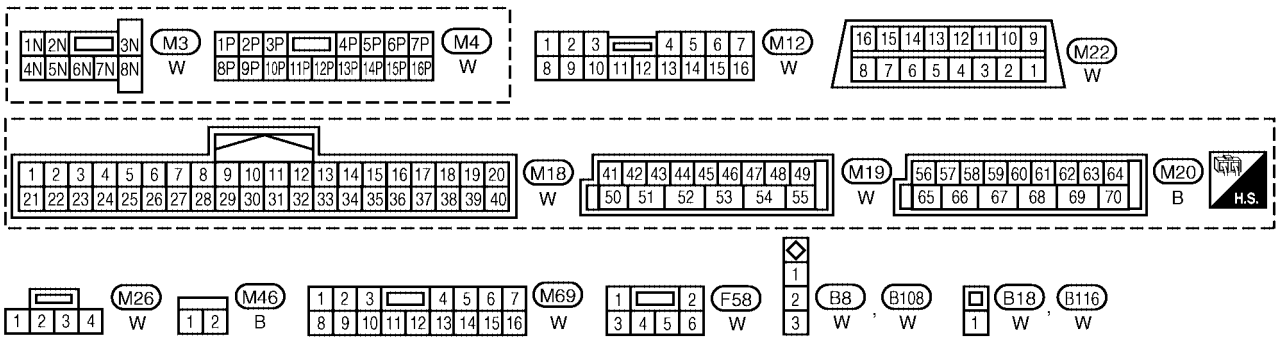 1N 2N 3N
4N 5N 6N 7N 8N
M3
W
1P 2P 3P 4P 5P 6P 7P
8P 9P 10P 11P 12P 13P 14P 15P 16P
M4
W
1 2 3 4 5 6 7
8 9 10 11 12 13 14 15 16
M12
W
16 15 14 13 12 11 10 9
8 7 6 5 4 3 2 1
M22
W
1 2 3 4 5 6 7 8 9 10 11 12 13 14 15 16 17 18 19 20
21 22 23 24 25 26 27 28 29 30 31 32 33 34 35 36 37 38 39 40
M18
W
41 42 43 44 45 46 47 48 49
50 51 52 53 54 55
M19
W
56 57 58 59 60 61 62 63 64
65 66 67 68 69 70
M20
B
H.S.
1 2 3 4
M26
W
1 2
M46
B
1 2 3 4 5 6 7
8 9 10 11 12 13 14 15 16
M69
W
1 2
3 4 5 6
F58
W
1
2
3
B8 , B108
W W
1
B18 , B116
W W